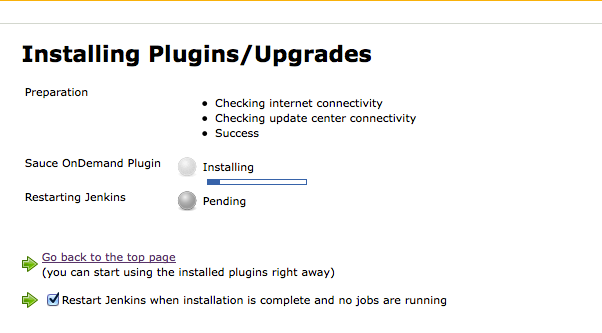 Installing Plugins/Upgrades
Preparation
Checking internet connectivity
Checking update center connectivity
Success
Sauce OnDemand Plugin
Installing
Restarting Jenkins
Pending
Go back to the top page
(you can start using the installed plugins right away)
Restart Jenkins when installation is complete and no jobs are running